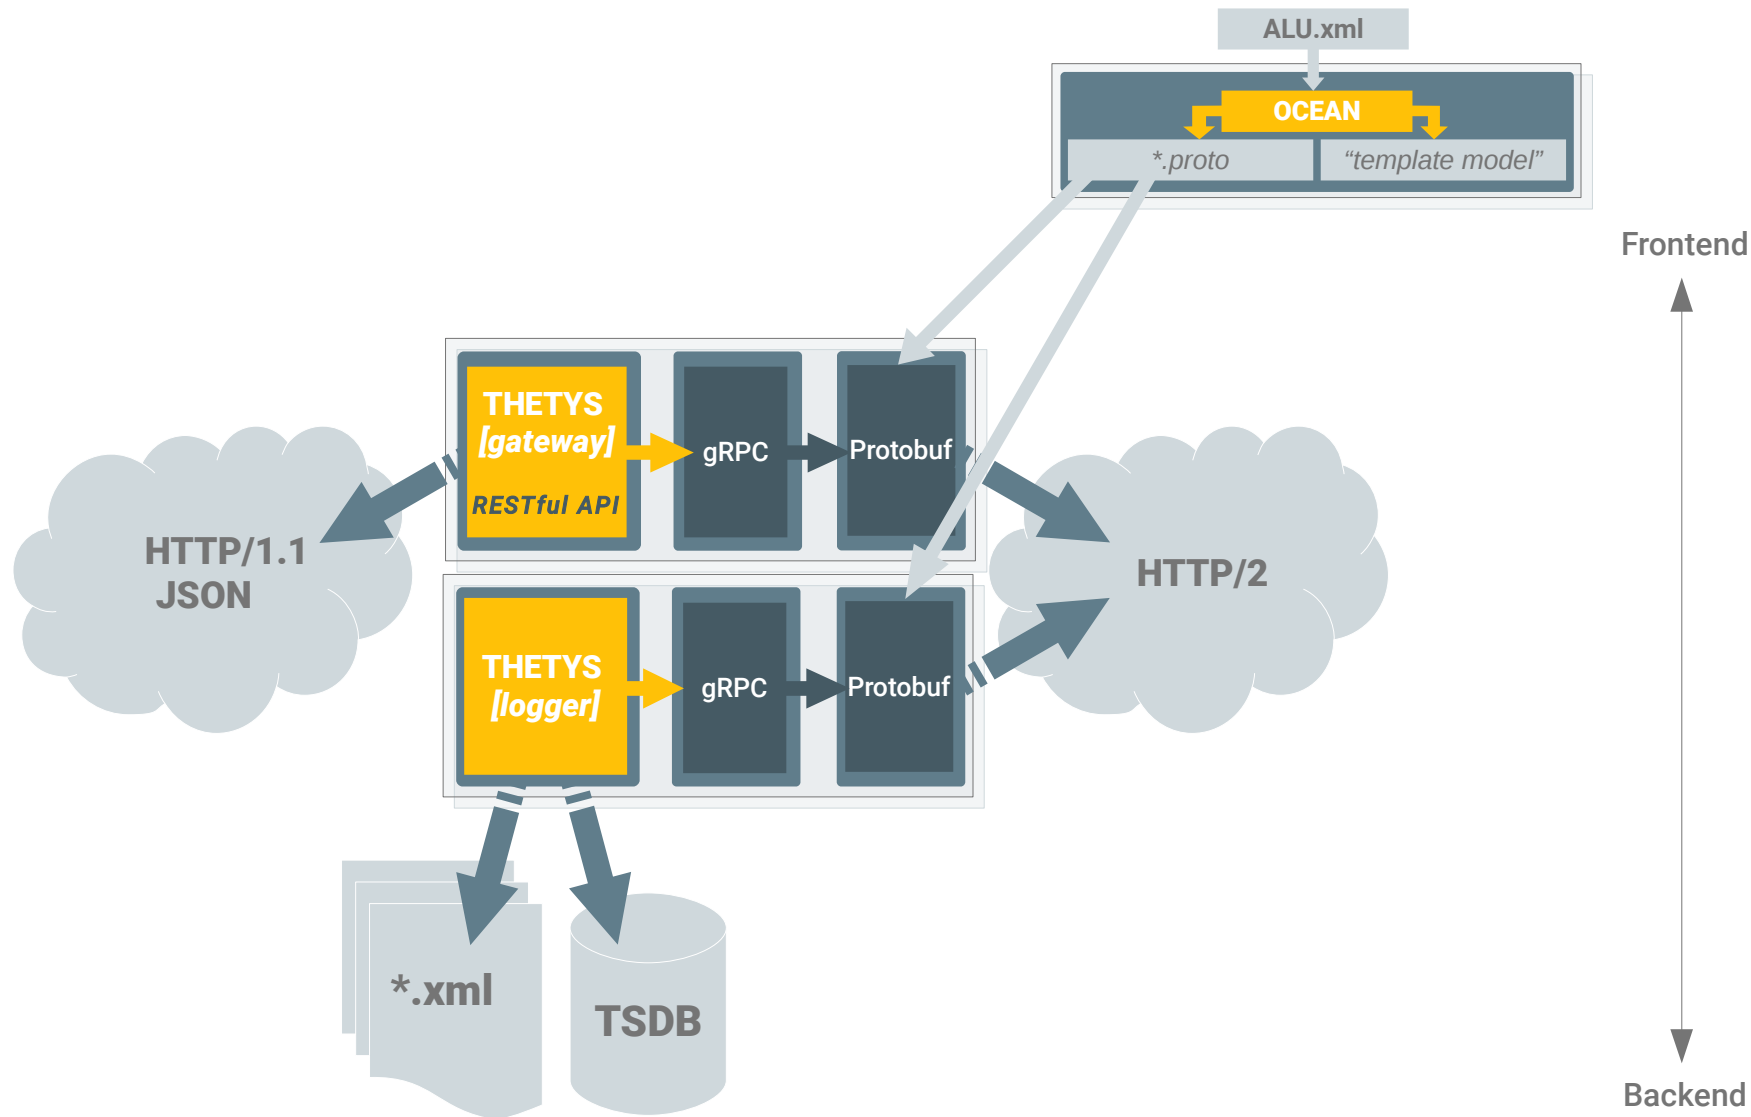 ALU.xml
OCEAN
*.proto
“template model”
Frontend
THETYS
[gateway]
RESTful API
gRPC
Protobuf
HTTP/1.1
JSON
HTTP/2
THETYS
[logger]
gRPC
Protobuf
*.xml
TSDB
Backend